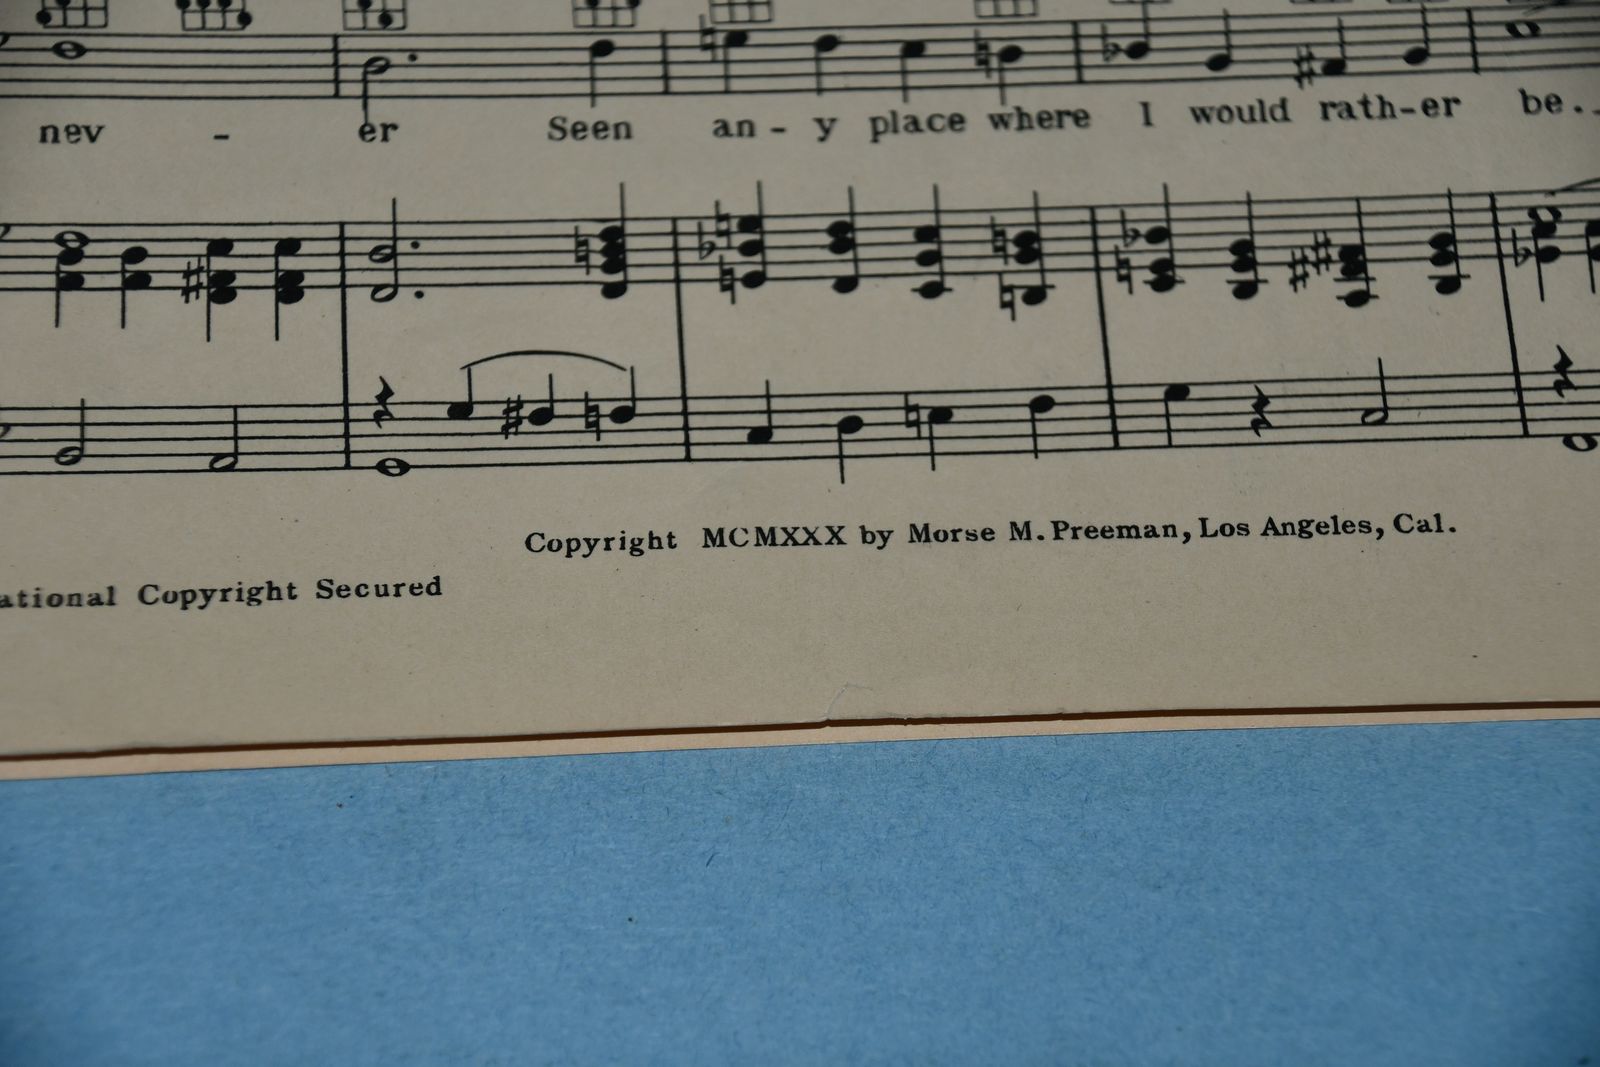 nev - er Seen an - y place where I would rath-er be..
Copyright MCMXXX by Morse M. Preeman, Los Angeles, Cal.
ational Copyright Secured